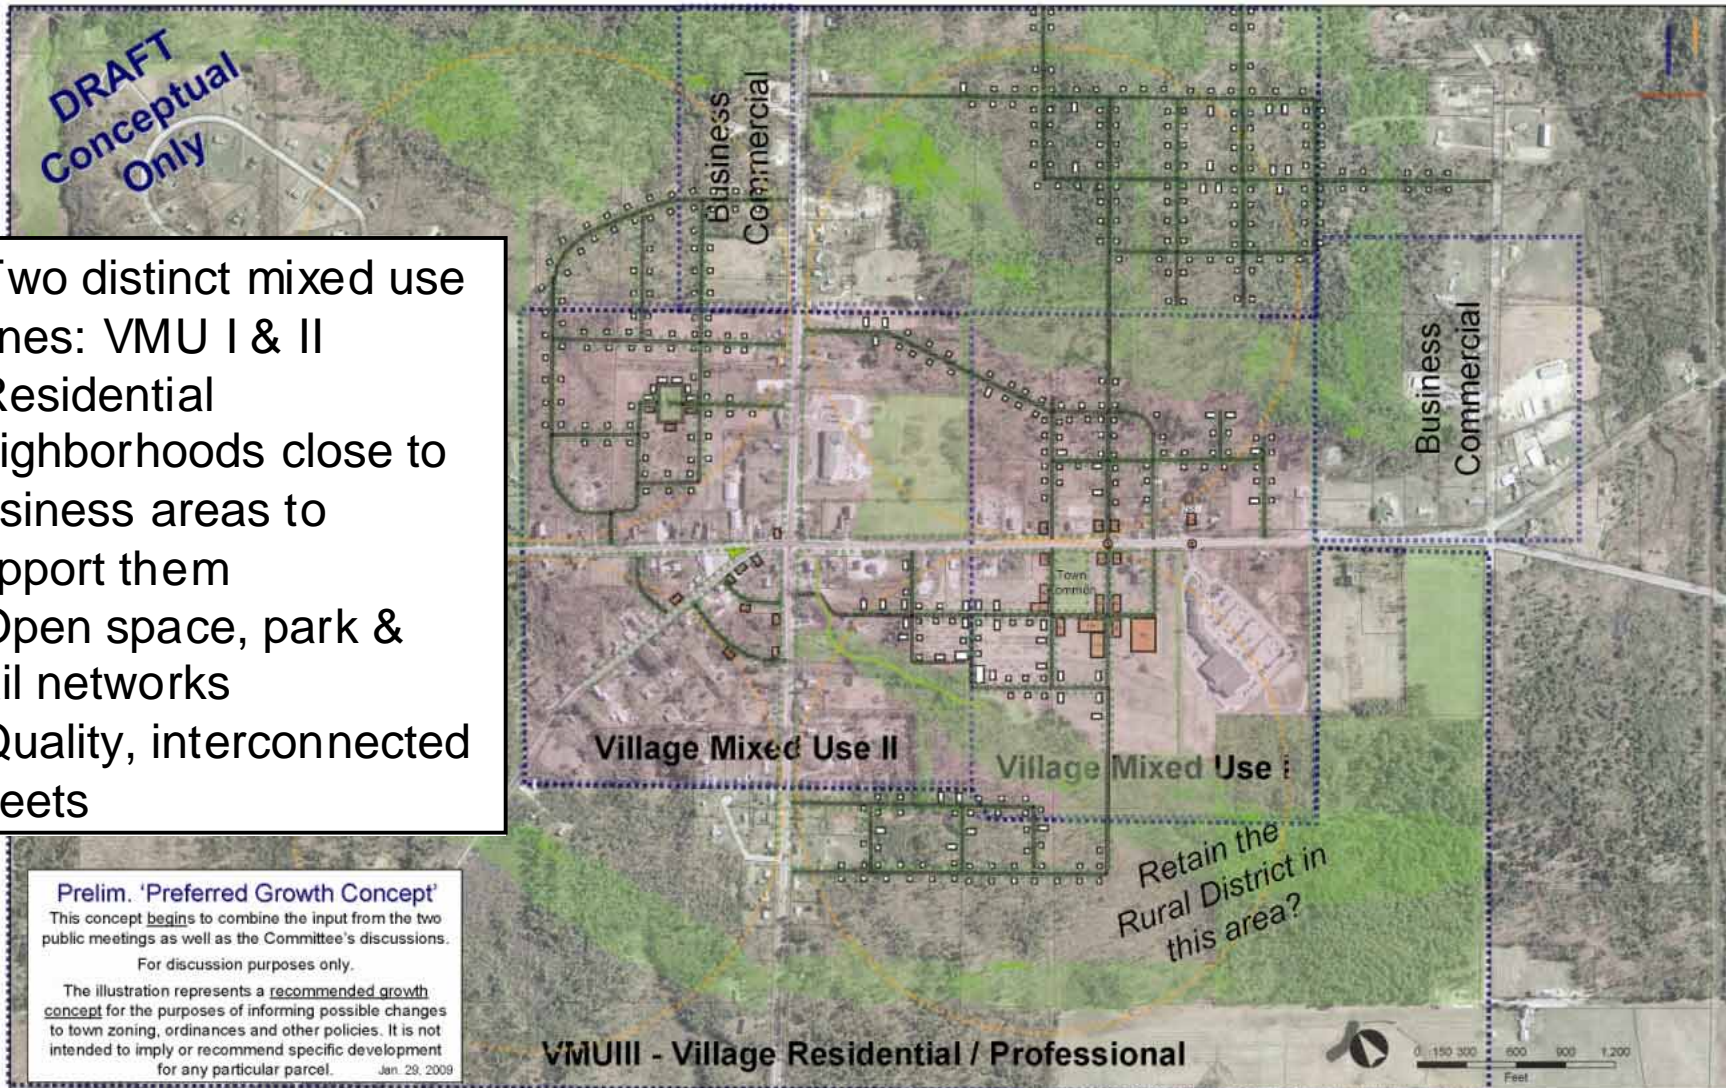 DRAFT
Conceptual
Only
Business
Commercial
Two distinct mixed use
nes: VMU I & II
Residential
ighborhoods close to
siness areas to
pport them
Open space, park &
il networks
Quality, interconnected
eets
Business
Commercial
Town
Common
Village Mixed Use II
Village Mixed Use I
Retain the
Rural District in
this area?
Prelim. 'Preferred Growth Concept'
This concept begins to combine the input from the two
public meetings as well as the Committee's discussions.
For discussion purposes only.
The illustration represents a recommended growth
concept for the purposes of informing possible changes
to town zoning, ordinances and other policies. It is not
intended to imply or recommend specific development
for any particular parcel. Jan. 29, 2009
VMUIII - Village Residential / Professional
0 150 300 600 900 1,200
Feet